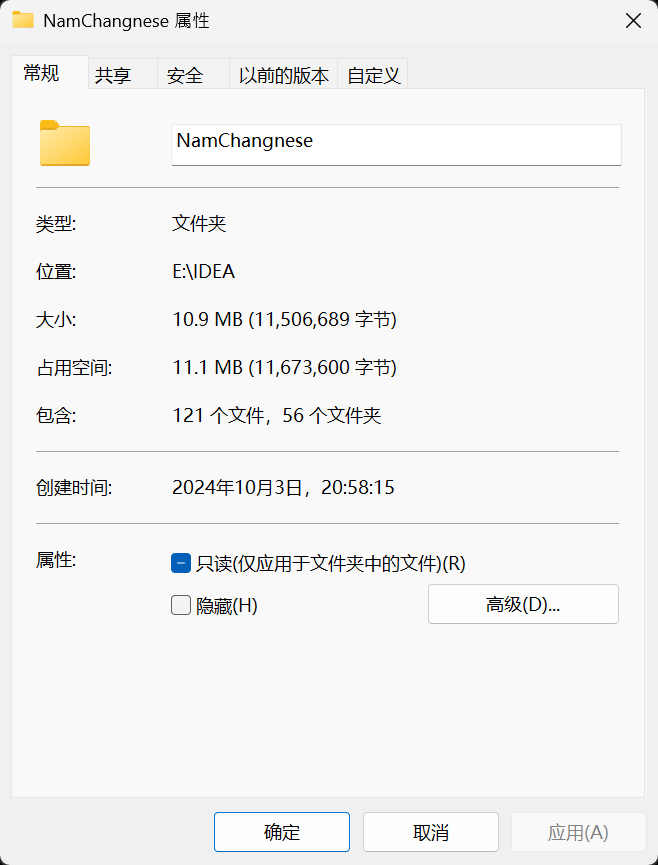 NamChangnese 属性
常规 共享 安全 以前的版本 自定义
NamChangnese
类型: 文件夹
位置: E:\IDEA
大小: 10.9 MB (11,506,689 字节)
占用空间: 11.1 MB (11,673,600 字节)
包含: 121 个文件，56 个文件夹
创建时间: 2024年10月3日，20:58:15
属性: 只读(仅应用于文件夹中的文件)(R)
隐藏(H) 高级(D)...
确定 取消 应用(A)